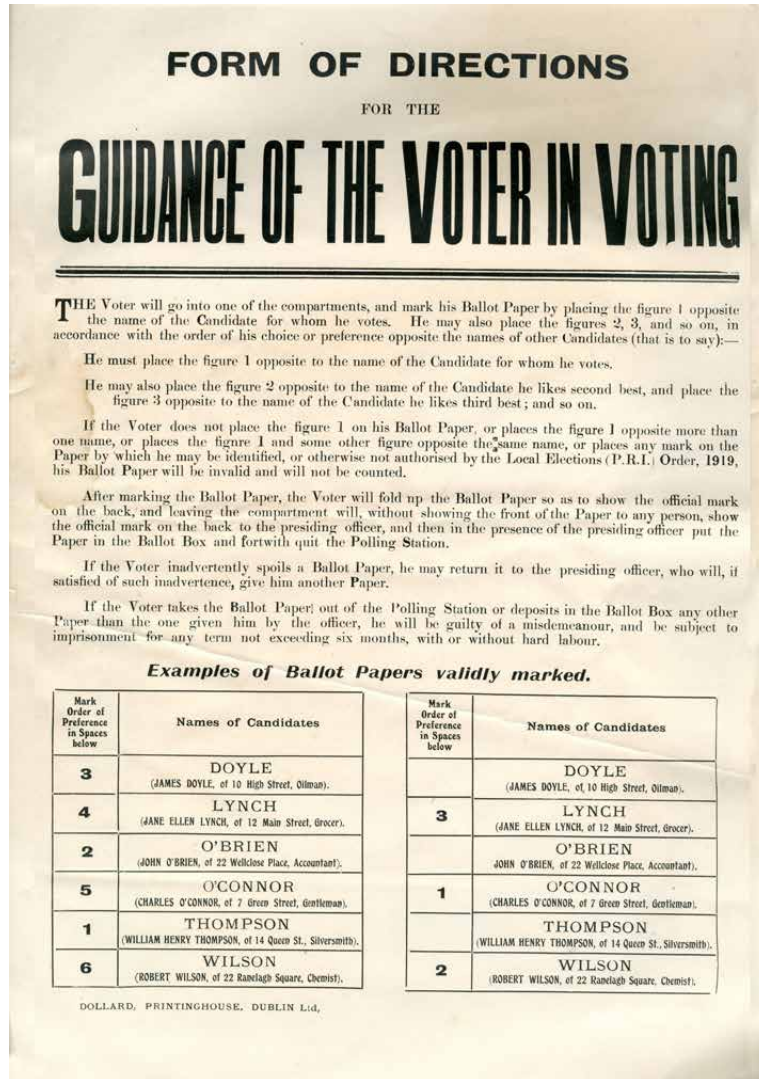 FORM OF DIRECTIONS
FOR THE
GUIDANCE OF THE VOTER IN VOTING
THE Voter will go into one of the compartments, and mark his Ballot Paper by placing the figure 1 opposite
the name of the Candidate for whom he votes. He may also place the figures 2, 3, and so on, in
accordance with the order of his choice or preference opposite the names of other Candidates (that is to say):—
He must place the figure 1 opposite to the name of the Candidate for whom he votes.
He may also place the figure 2 opposite to the name of the Candidate he likes second best, and place the
figure 3 opposite to the name of the Candidate he likes third best; and so on.
If the Voter does not place the figure 1 on his Ballot Paper, or places the figure 1 opposite more than
one name, or places the fignre 1 and some other figure opposite the same name, or places any mark on the
Paper by which he may be identified, or otherwise not authorised by the Local Elections (P.R.I.) Order, 1919,
his Ballot Paper will be invalid and will not be counted.
After marking the Ballot Paper, the Voter will fold up the Ballot Paper so as to show the official mark
on the back, and leaving the compartment will, without showing the front of the Paper to any person, show
the official mark on the back to the presiding officer, and then in the presence of the presiding officer put the
Paper in the Ballot Box and fortwith quit the Polling Station.
If the Voter inadvertently spoils a Ballot Paper, he may return it to the presiding officer, who will, if
satisfied of such inadvertence, give him another Paper.
If the Voter takes the Ballot Paper out of the Polling Station or deposits in the Ballot Box any other
Paper than the one given him by the officer, he will be guilty of a misdemeanour, and be subject to
imprisonment for any term not exceeding six months, with or without hard labour.
Examples of Ballot Papers validly marked.
Mark
Order of
Preference
in Spaces
below
Names of Candidates
3 DOYLE
(JAMES DOYLE, of 10 High Street, Oilman).
4 LYNCH
(JANE ELLEN LYNCH, of 12 Main Street, Grocer).
2 O'BRIEN
(JOHN O'BRIEN, of 22 Wellclose Place, Accountant).
5 O'CONNOR
(CHARLES O'CONNOR, of 7 Green Street, Gentleman).
1 THOMPSON
(WILLIAM HENRY THOMPSON, of 14 Queen St., Silversmith).
6 WILSON
(ROBERT WILSON, of 22 Ranelagh Square, Chemist).
Mark
Order of
Preference
in Spaces
below
Names of Candidates
DOYLE
(JAMES DOYLE, of 10 High Street, Oilman).
3 LYNCH
(JANE ELLEN LYNCH, of 12 Main Street, Grocer).
O'BRIEN
JOHN O'BRIEN, of 22 Wellclose Place, Accountant).
1 O'CONNOR
(CHARLES O'CONNOR, of 7 Green Street, Gentleman).
THOMPSON
(WILLIAM HENRY THOMPSON, of 14 Queen St., Silversmith).
2 WILSON
(ROBERT WILSON, of 22 Ranelagh Square, Chemist).
DOLLARD, PRINTINGHOUSE, DUBLIN Ltd,